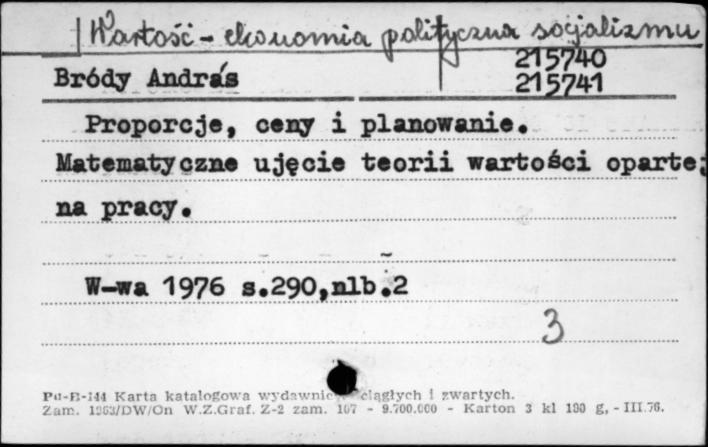 Wartość - ekonomia polityczna socjalizmu
215740
Bródy András 215741
Proporcje, ceny i planowanie.
Matematyczne ujęcie teorii wartości opartej
na pracy.
W-wa 1976 s.290,nlb.2
3
Pu-B-144 Karta katalogowa wydawnic ciągłych i zwartych.
Zam. 1363/DW/On W.Z.Graf. Z-2 zam. 107 - 9.700.000 - Karton 3 kl 190 g, - III.76.